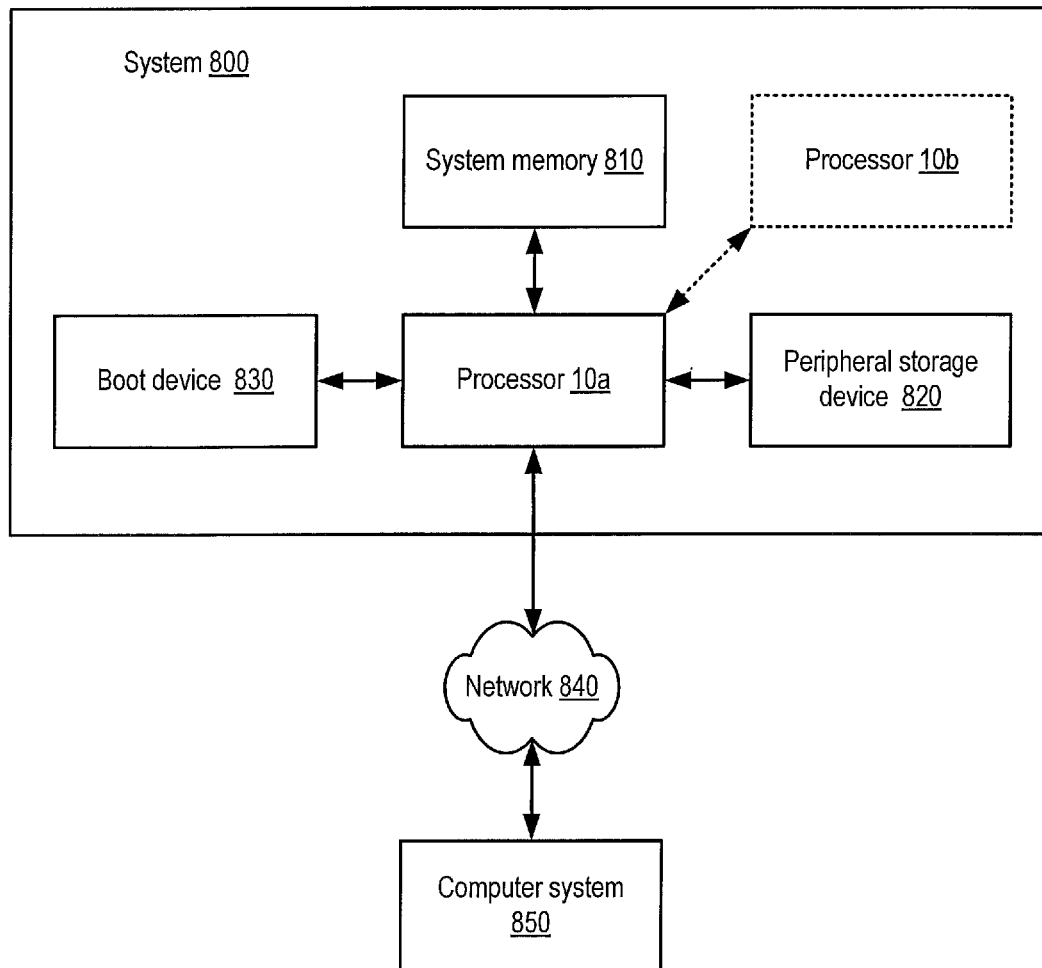 System 800
System memory 810
Processor 10b
Boot device 830
Processor 10a
Peripheral storage
device 820
Network 840
Computer system
850